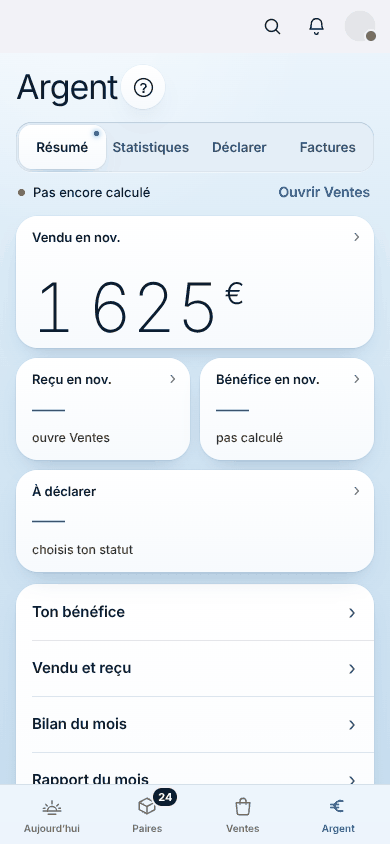 Argent ?
Résumé Statistiques Déclarer Factures
Pas encore calculé Ouvrir Ventes
Vendu en nov.
1 625 €
Reçu en nov. Bénéfice en nov.
ouvre Ventes pas calculé
À déclarer
choisis ton statut
Ton bénéfice
Vendu et reçu
Bilan du mois
Rapport du mois
24
Aujourd'hui Paires Ventes Argent